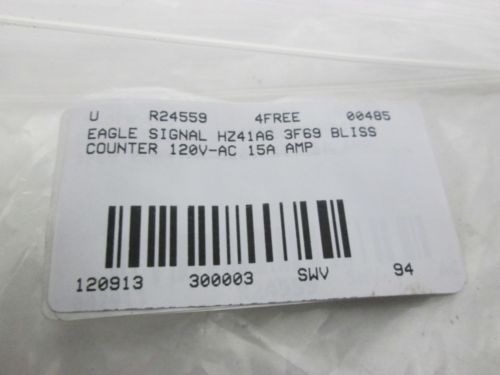 U R24559 4FREE 00485
EAGLE SIGNAL HZ41A6 3F69 BLISS
COUNTER 120V-AC 15A AMP
120913 300003 SWV 94